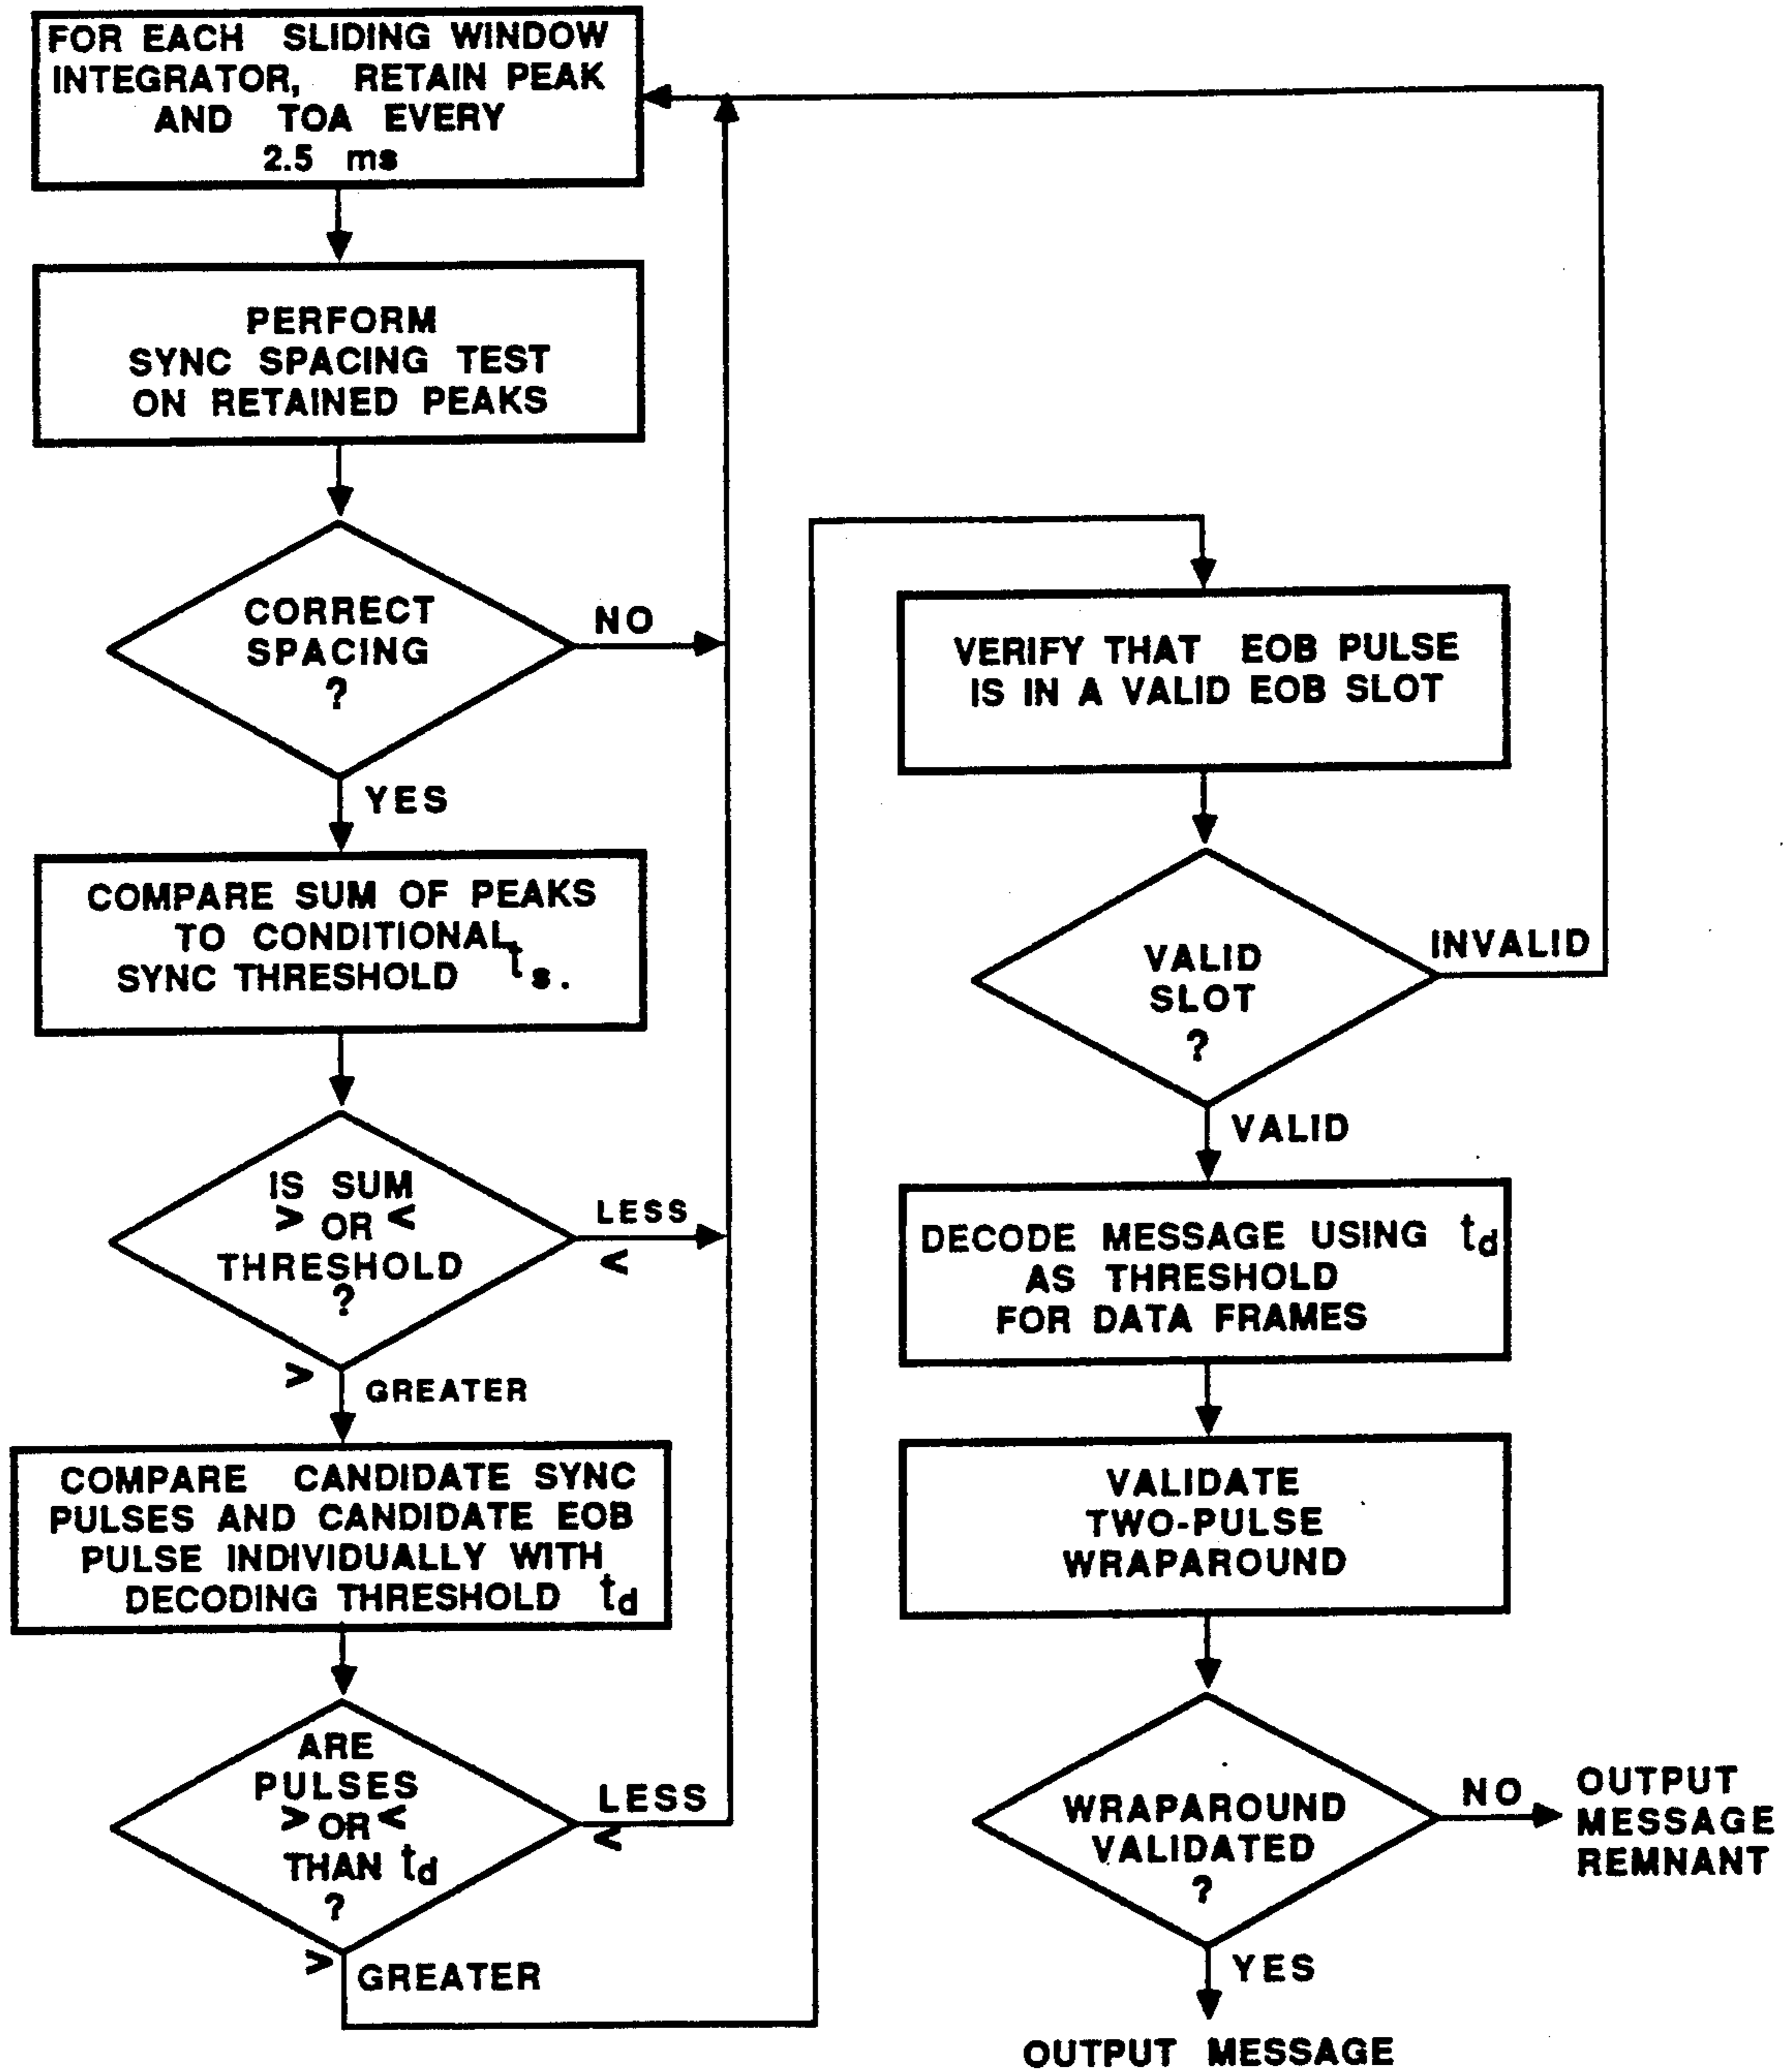 FOR EACH SLIDING WINDOW
INTEGRATOR, RETAIN PEAK
AND TOA EVERY
2.5 ms
PERFORM
SYNC SPACING TEST
ON RETAINED PEAKS
CORRECT
SPACING
?
NO
YES
COMPARE SUM OF PEAKS
TO CONDITIONAL
SYNC THRESHOLD ts.
IS SUM
> OR <
THRESHOLD
?
LESS
<
>
GREATER
COMPARE CANDIDATE SYNC
PULSES AND CANDIDATE EOB
PULSE INDIVIDUALLY WITH
DECODING THRESHOLD td
ARE
PULSES
> OR <
THAN td
?
LESS
<
>
GREATER
VERIFY THAT EOB PULSE
IS IN A VALID EOB SLOT
VALID
SLOT
?
INVALID
VALID
DECODE MESSAGE USING td
AS THRESHOLD
FOR DATA FRAMES
VALIDATE
TWO-PULSE
WRAPAROUND
WRAPAROUND
VALIDATED
?
NO
OUTPUT
MESSAGE
REMNANT
YES
OUTPUT MESSAGE